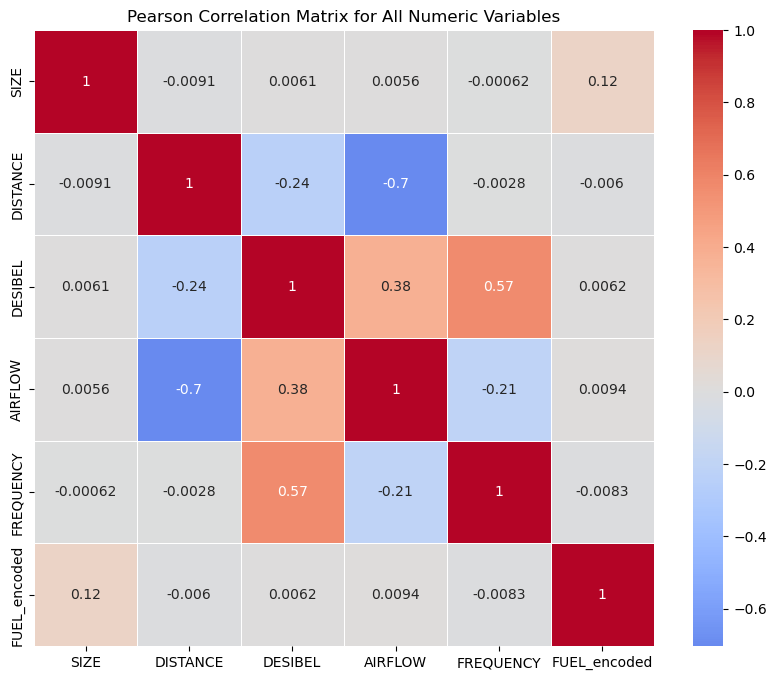 Pearson Correlation Matrix for All Numeric Variables
SIZE 1 -0.0091 0.0061 0.0056 -0.00062 0.12
DISTANCE -0.0091 1 -0.24 -0.7 -0.0028 -0.006
DESIBEL 0.0061 -0.24 1 0.38 0.57 0.0062
AIRFLOW 0.0056 -0.7 0.38 1 -0.21 0.0094
FREQUENCY -0.00062 -0.0028 0.57 -0.21 1 -0.0083
FUEL_encoded 0.12 -0.006 0.0062 0.0094 -0.0083 1
SIZE DISTANCE DESIBEL AIRFLOW FREQUENCY FUEL_encoded
1.0
0.8
0.6
0.4
0.2
0.0
−0.2
−0.4
−0.6